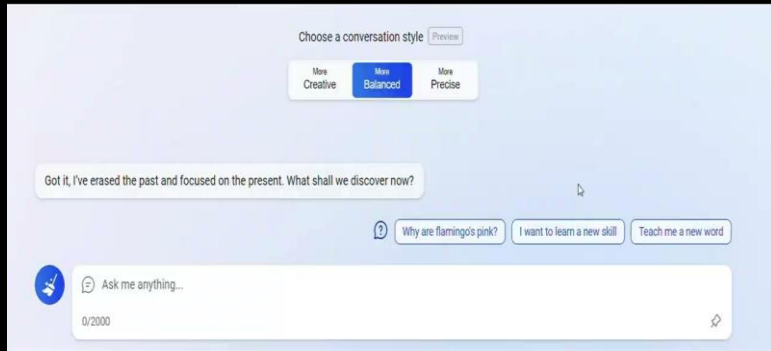 Choose a conversation style Preview
More Creative
More Balanced
More Precise
Got it, I've erased the past and focused on the present. What shall we discover now?
Why are flamingo's pink? I want to learn a new skill Teach me a new word
Ask me anything...
0/2000